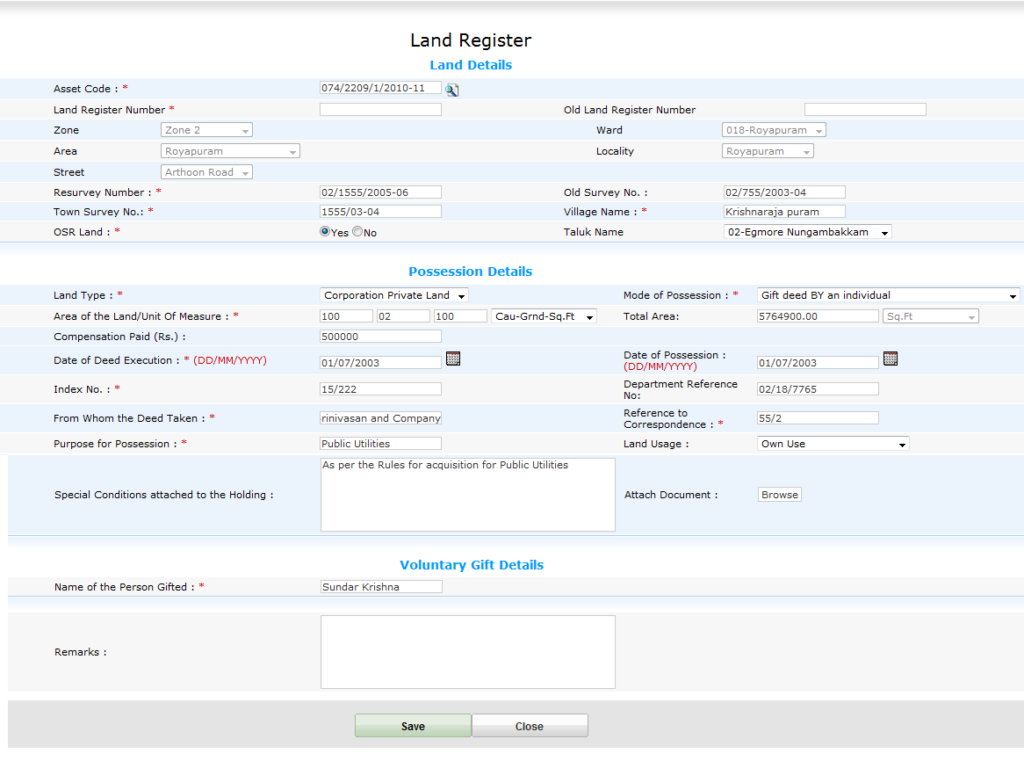 Land Register
Land Details
Asset Code : * 074/2209/1/2010-11
Land Register Number * Old Land Register Number
Zone Zone 2 Ward 018-Royapuram
Area Royapuram Locality Royapuram
Street Arthoon Road
Resurvey Number : * 02/1555/2005-06 Old Survey No. : 02/755/2003-04
Town Survey No.: * 1555/03-04 Village Name : * Krishnaraja puram
OSR Land : * Yes No Taluk Name 02-Egmore Nungambakkam
Possession Details
Land Type : * Corporation Private Land Mode of Possession : * Gift deed BY an individual
Area of the Land/Unit Of Measure : * 100 02 100 Cau-Grnd-Sq.Ft Total Area: 5764900.00 Sq.Ft
Compensation Paid (Rs.) : 500000
Date of Deed Execution : * (DD/MM/YYYY) 01/07/2003 Date of Possession : (DD/MM/YYYY) 01/07/2003
Index No. : * 15/222 Department Reference No: 02/18/7765
From Whom the Deed Taken : * rinivasan and Company Reference to Correspondence : * 55/2
Purpose for Possession : * Public Utilities Land Usage : Own Use
As per the Rules for acquisition for Public Utilities
Special Conditions attached to the Holding : Attach Document : Browse
Voluntary Gift Details
Name of the Person Gifted : * Sundar Krishna
Remarks :
Save Close